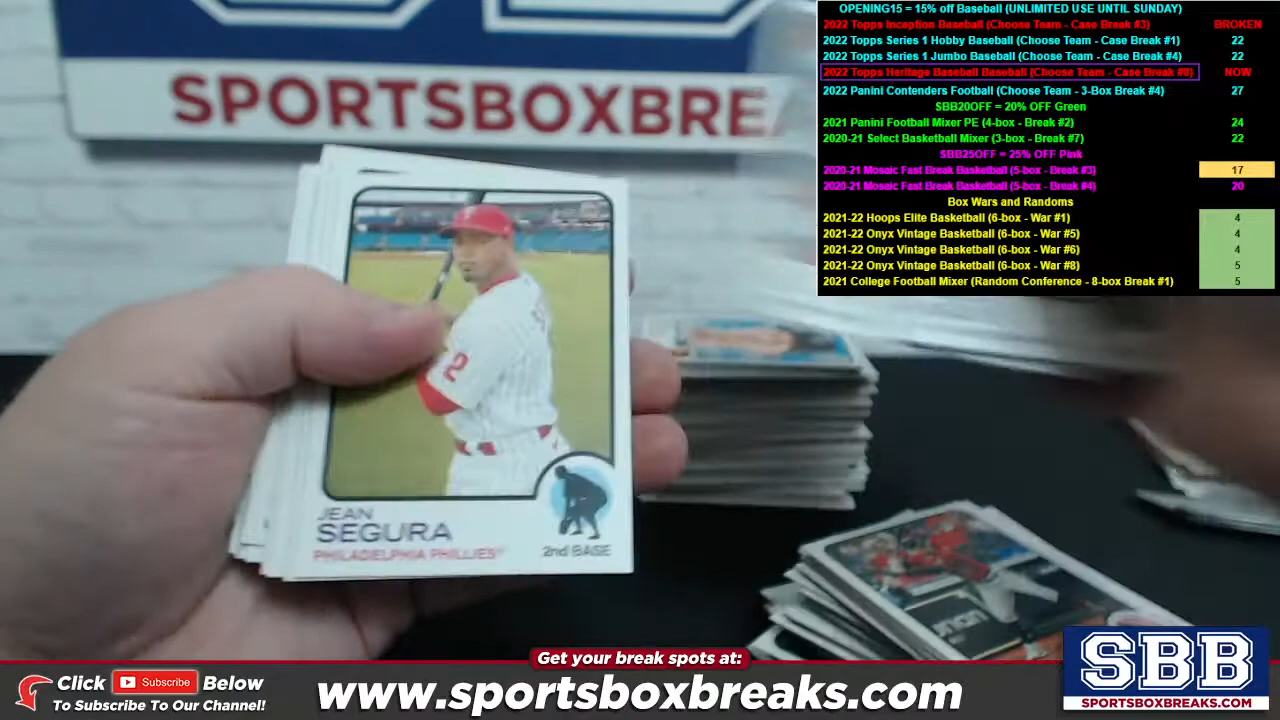 SPORTSBOXBREA
OPENING15 = 15% off Baseball (UNLIMITED USE UNTIL SUNDAY)
2022 Topps Inception Baseball (Choose Team - Case Break #3) BROKEN
2022 Topps Series 1 Hobby Baseball (Choose Team - Case Break #1) 22
2022 Topps Series 1 Jumbo Baseball (Choose Team - Case Break #4) 22
2022 Topps Heritage Baseball Baseball (Choose Team - Case Break #8) NOW
2022 Panini Contenders Football (Choose Team - 3-Box Break #4) 27
SBB20OFF = 20% OFF Green
2021 Panini Football Mixer PE (4-box - Break #2) 24
2020-21 Select Basketball Mixer (3-box - Break #7) 22
SBB25OFF = 25% OFF Pink
2020-21 Mosaic Fast Break Basketball (5-box - Break #3) 17
2020-21 Mosaic Fast Break Basketball (5-box - Break #4) 20
Box Wars and Randoms
2021-22 Hoops Elite Basketball (6-box - War #1) 4
2021-22 Onyx Vintage Basketball (6-box - War #5) 4
2021-22 Onyx Vintage Basketball (6-box - War #6) 4
2021-22 Onyx Vintage Basketball (6-box - War #8) 5
2021 College Football Mixer (Random Conference - 8-box Break #1) 5
2
JEAN
SEGURA
PHILADELPHIA PHILLIES
2nd BASE
Get your break spots at:
Click Subscribe Below
To Subscribe To Our Channel!
www.sportsboxbreaks.com
SBB
SPORTSBOXBREAKS.COM